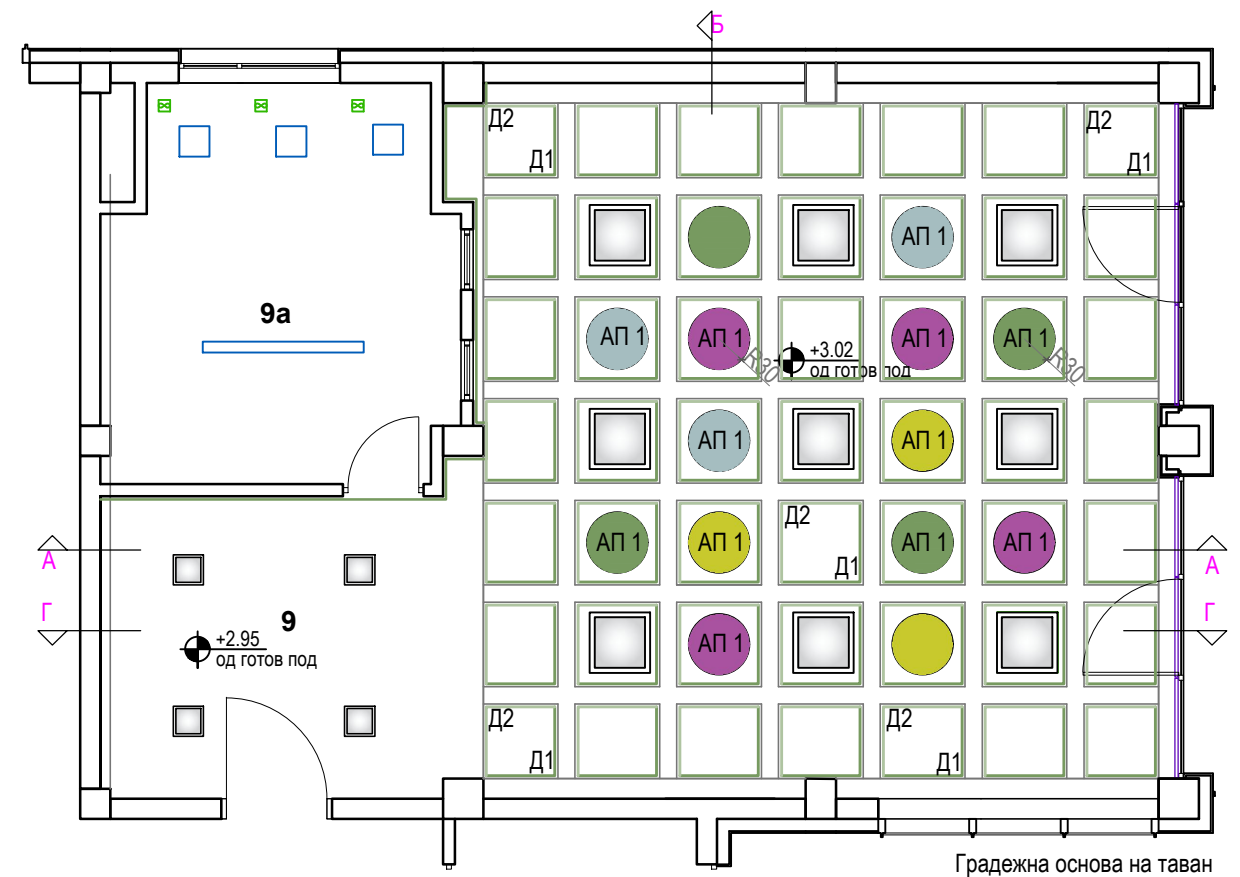 Б
Д2
Д1
Д2
Д1
АП 1
9а
АП 1
АП 1
R30
+3.02
од готов под
АП 1
АП 1
R30
АП 1
АП 1
Д2
Д1
А
АП 1
АП 1
АП 1
АП 1
А
Г
9
+2.95
од готов под
АП 1
Г
Д2
Д1
Д2
Д1
Градежна основа на таван